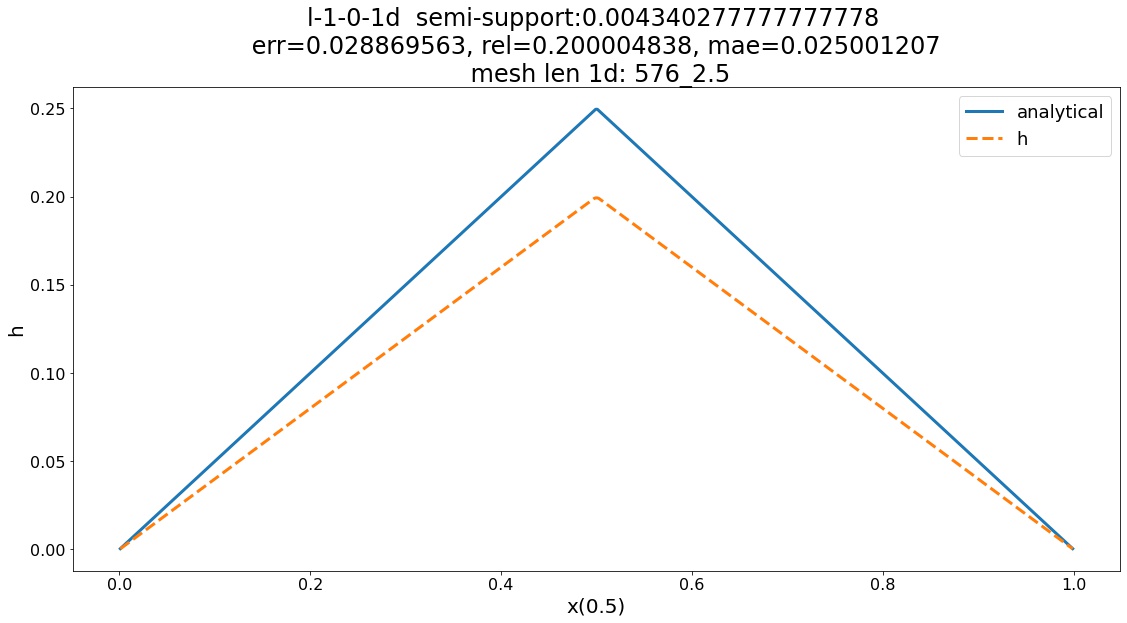 l-1-0-1d  semi-support:0.004340277777777778
err=0.028869563, rel=0.200004838, mae=0.025001207
mesh len 1d: 576_2.5
analytical
h
0.25
0.20
0.15
0.10
0.05
0.00
h
0.0 0.2 0.4 0.6 0.8 1.0
x(0.5)